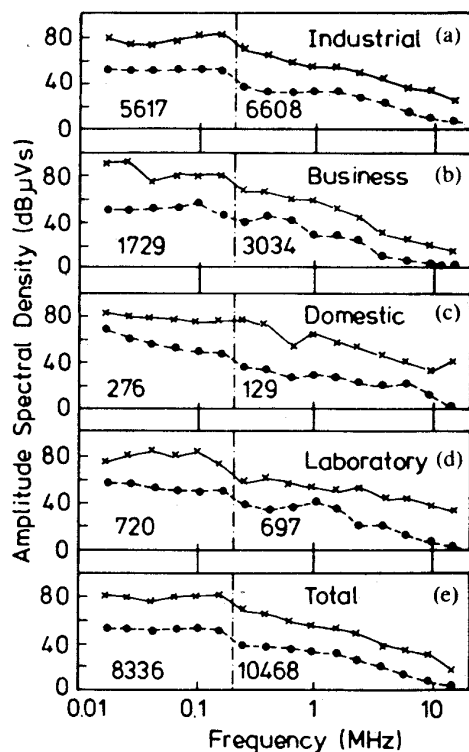 Amplitude Spectral Density (dBμVs)
80
40
0
Industrial (a)
5617 6608
80
40
0
Business (b)
1729 3034
80
40
0
Domestic (c)
276 129
80
40
0
Laboratory (d)
720 697
80
40
0
Total (e)
8336 10468
0.01 0.1 1 10
Frequency (MHz)